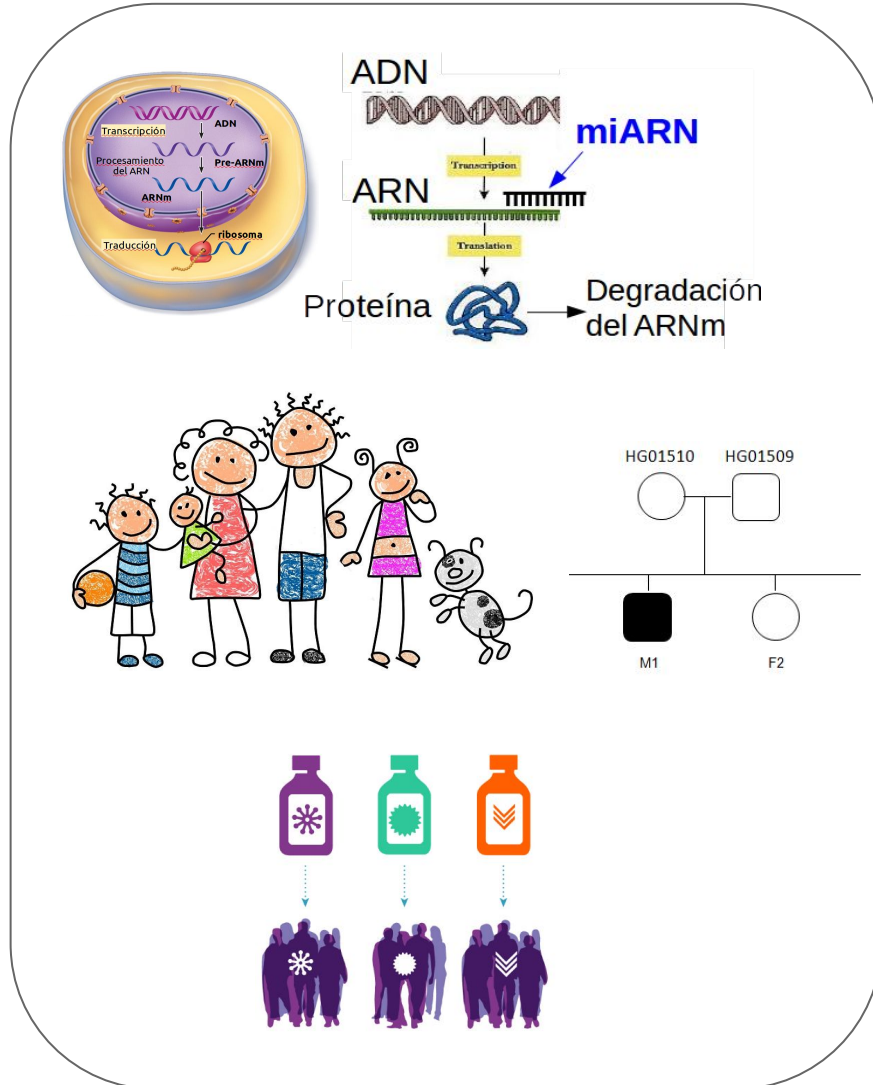 ADN
Transcripción
Procesamiento
del ARN
Pre-ARNm
ARNm
ribosoma
Traducción
ADN
miARN
Transcription
ARN
Translation
Proteína
Degradación
del ARNm
HG01510
HG01509
M1
F2